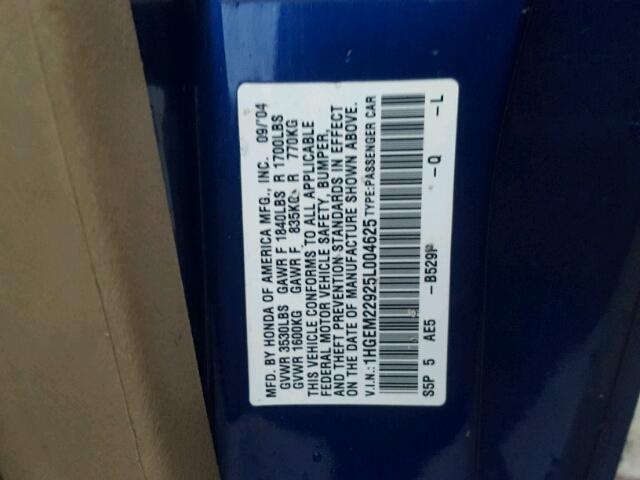 MFD. BY HONDA OF AMERICA MFG., INC. 09/'04
GVWR 3530LBS GAWR F 1840LBS R 1700LBS
GVWR 1600KG GAWR F 835KG R 770KG
THIS VEHICLE CONFORMS TO ALL APPLICABLE
FEDERAL MOTOR VEHICLE SAFETY, BUMPER,
AND THEFT PREVENTION STANDARDS IN EFFECT
ON THE DATE OF MANUFACTURE SHOWN ABOVE.
V.I.N.: 1HGEM22925L004625 TYPE: PASSENGER CAR
S5P 5 AE5 -B529P -Q -L